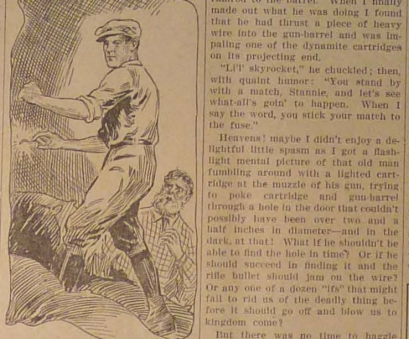 to the barrel. When I finally
made out what he was doing I found
that he had thrust a piece of heavy
wire into the gun-barrel and was im-
paling one of the dynamite cartridges
on its projecting end.
"Li'l' skyrocket," he chuckled; then,
with quaint humor: "You stand by
with a match, Stannie, and let's see
what-all's goin' to happen. When I
say the word, you stick your match to
the fuse."
Heavens! maybe I didn't enjoy a de-
lightful little spasm as I got a flash-
light mental picture of that old man
fumbling around with a lighted cart-
ridge at the muzzle of his gun, trying
to poke cartridge and gun-barrel
through a hole in the door that couldn't
possibly have been over two and a
half inches in diameter—and in the
dark, at that! What if he shouldn't be
able to find the hole in time? Or if he
should succeed in finding it and the
rifle bullet should jam on the wire?
Or any one of a dozen "ifs" that might
fail to rid us of the deadly thing be-
fore it should go off and blow us to
kingdom come?
But there was no time to haggle